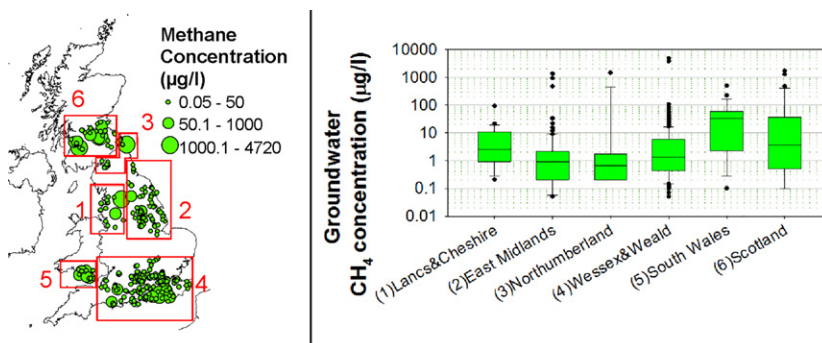 Methane
Concentration
(µg/l)
0.05 - 50
50.1 - 1000
1000.1 - 4720
6
3
1
2
5
4
Groundwater
CH₄ concentration (µg/l)
10000
1000
100
10
1
0.1
0.01
(1)Lancs&Cheshire
(2)East Midlands
(3)Northumberland
(4)Wessex&Weald
(5)South Wales
(6)Scotland